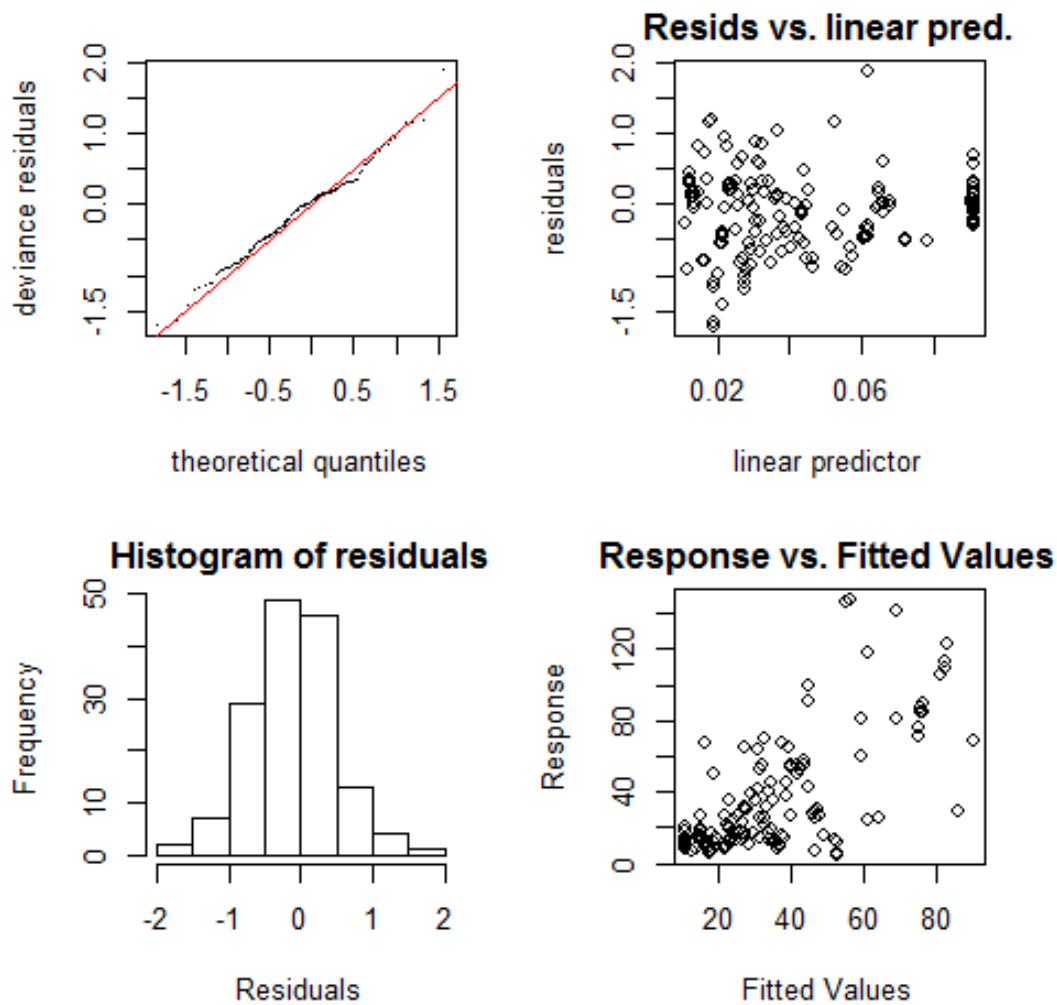 2.0
1.0
0.0
-1.5
deviance residuals
-1.5 -0.5 0.5 1.5
theoretical quantiles
Resids vs. linear pred.
2.0
1.0
0.0
-1.5
residuals
0.02 0.06
linear predictor
Histogram of residuals
50
30
10
0
Frequency
-2 -1 0 1 2
Residuals
Response vs. Fitted Values
120
80
40
0
Response
20 40 60 80
Fitted Values